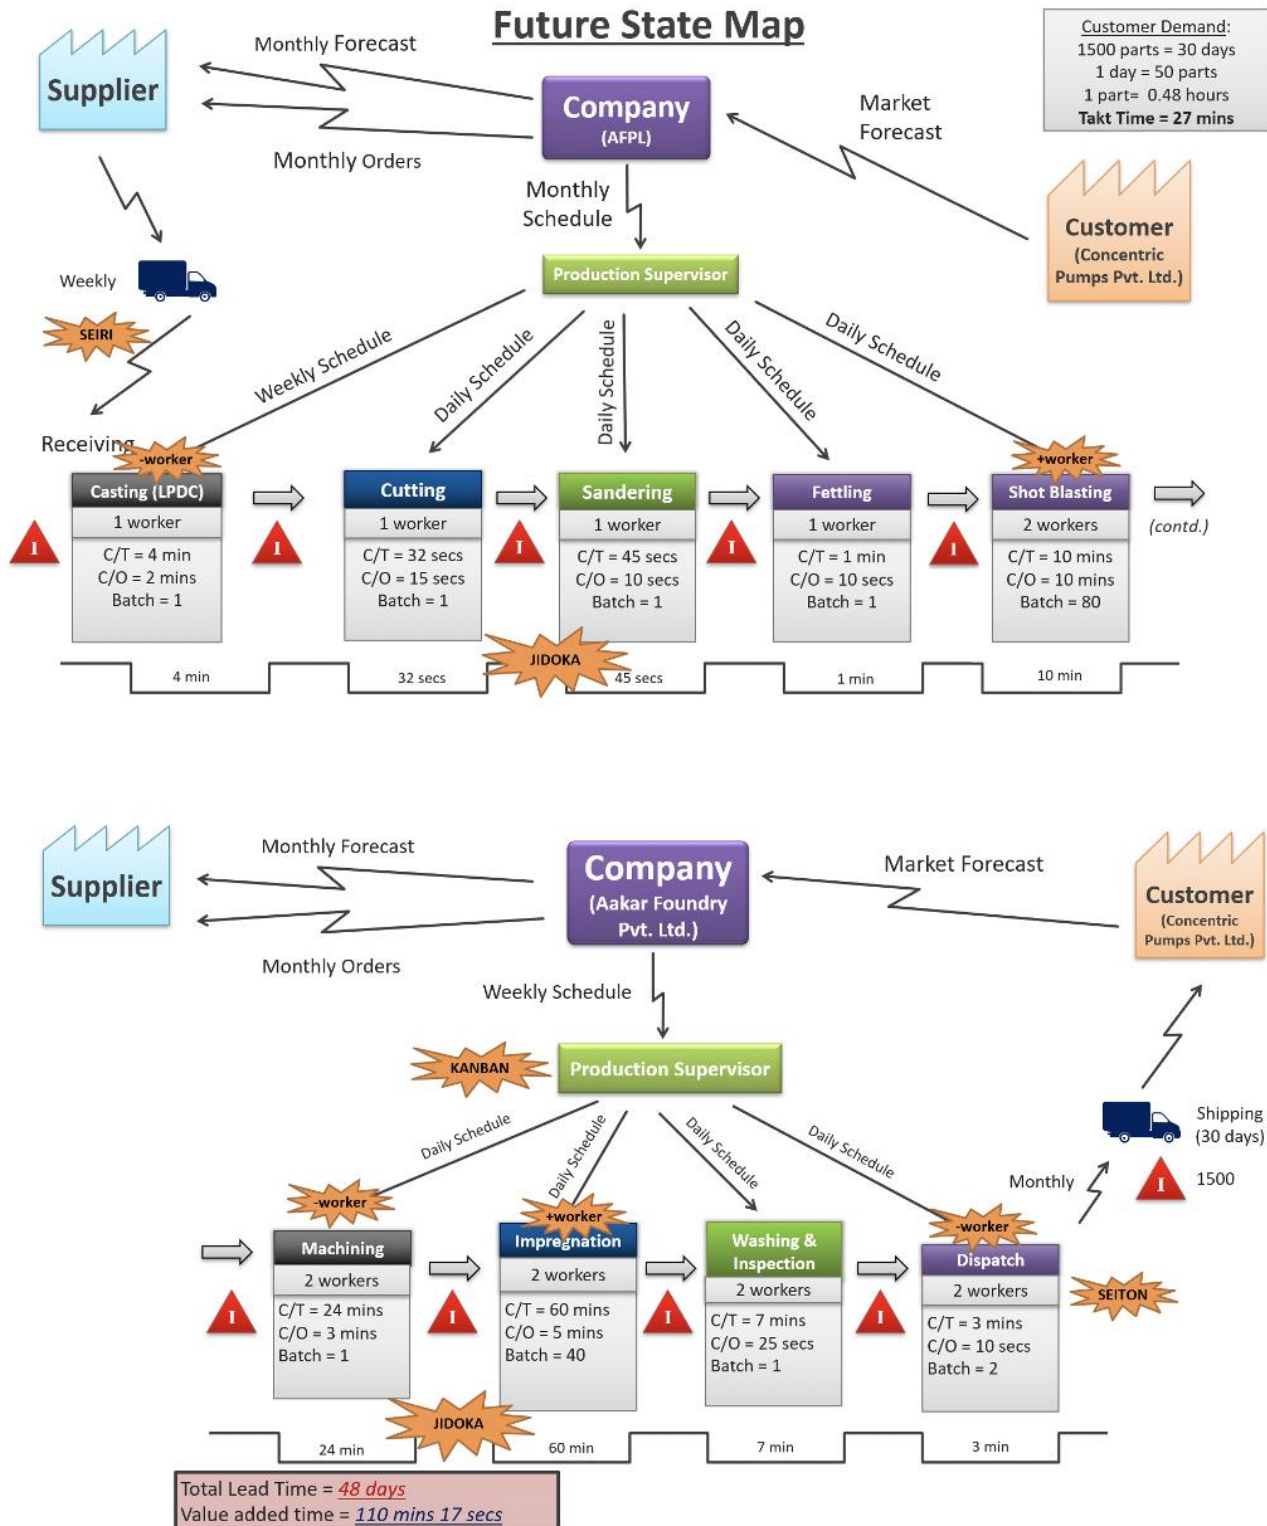 Future State Map
Customer Demand:
1500 parts = 30 days
1 day = 50 parts
1 part= 0.48 hours
Takt Time = 27 mins
Supplier
Monthly Forecast
Monthly Orders
Company
(AFPL)
Market
Forecast
Customer
(Concentric
Pumps Pvt. Ltd.)
Monthly
Schedule
Production Supervisor
Weekly
SEIRI
Receiving
Weekly Schedule
Daily Schedule
Daily Schedule
Daily Schedule
Daily Schedule
-worker
+worker
Casting (LPDC)
1 worker
C/T = 4 min
C/O = 2 mins
Batch = 1
Cutting
1 worker
C/T = 32 secs
C/O = 15 secs
Batch = 1
Sandering
1 worker
C/T = 45 secs
C/O = 10 secs
Batch = 1
Fettling
1 worker
C/T = 1 min
C/O = 10 secs
Batch = 1
Shot Blasting
2 workers
C/T = 10 mins
C/O = 10 mins
Batch = 80
(contd.)
I
I
I
I
I
JIDOKA
4 min
32 secs
45 secs
1 min
10 min
Supplier
Monthly Forecast
Monthly Orders
Company
(Aakar Foundry
Pvt. Ltd.)
Market Forecast
Customer
(Concentric
Pumps Pvt. Ltd.)
Weekly Schedule
KANBAN
Production Supervisor
Daily Schedule
Daily Schedule
Daily Schedule
Daily Schedule
Shipping
(30 days)
Monthly
I
1500
-worker
+worker
-worker
Machining
2 workers
C/T = 24 mins
C/O = 3 mins
Batch = 1
Impregnation
2 workers
C/T = 60 mins
C/O = 5 mins
Batch = 40
Washing &
Inspection
2 workers
C/T = 7 mins
C/O = 25 secs
Batch = 1
Dispatch
2 workers
C/T = 3 mins
C/O = 10 secs
Batch = 2
SEITON
I
I
I
I
JIDOKA
24 min
60 min
7 min
3 min
Total Lead Time = 48 days
Value added time = 110 mins 17 secs